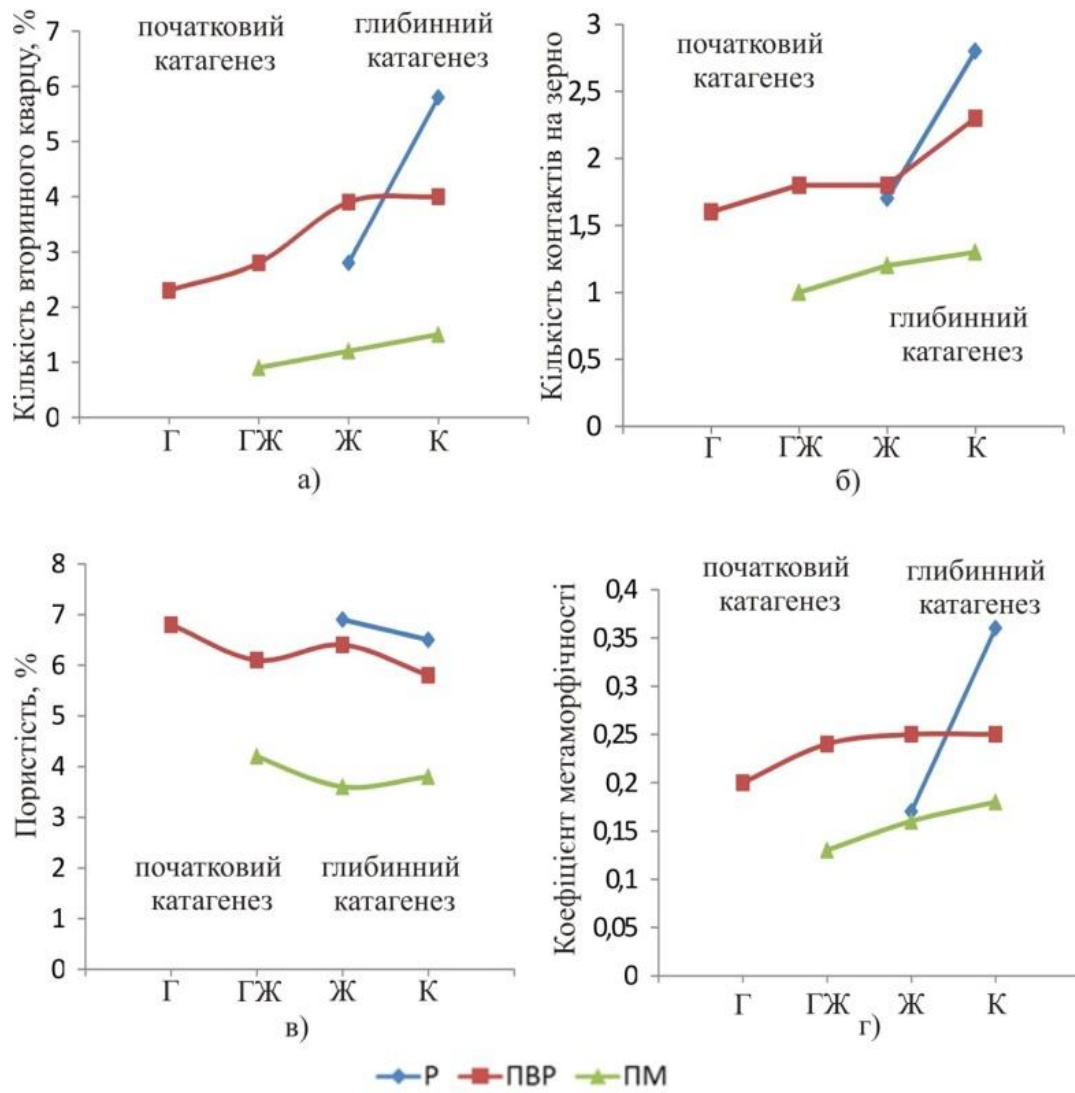 Кількість вторинного кварцу, %
7
6
5
4
3
2
1
0
початковий
катагенез
глибинний
катагенез
Г ГЖ Ж К
а)
Кількість контактів на зерно
3
2,5
2
1,5
1
0,5
0
початковий
катагенез
глибинний
катагенез
Г ГЖ Ж К
б)
Пористість, %
8
7
6
5
4
3
2
1
0
початковий
катагенез
глибинний
катагенез
Г ГЖ Ж К
в)
Коефіцієнт метаморфічності
0,4
0,35
0,3
0,25
0,2
0,15
0,1
0,05
0
початковий
катагенез
глибинний
катагенез
Г ГЖ Ж К
г)
Р ПВР ПМ